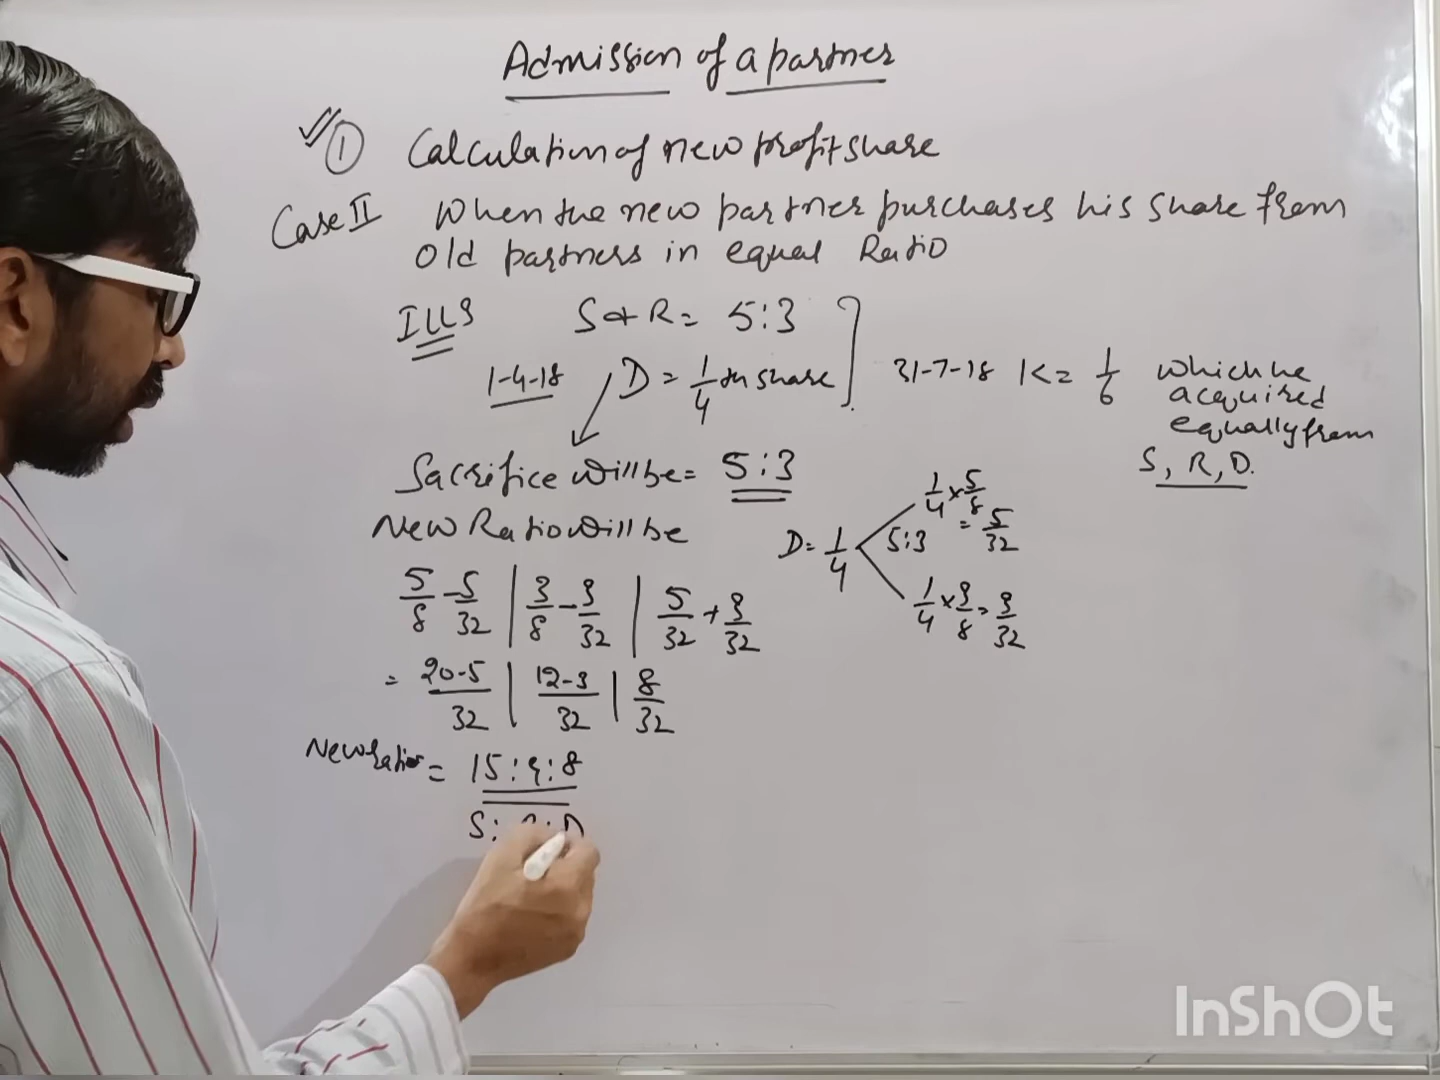 Admission of a partner
① Calculation of new profit share
Case II When the new partner purchases his share from
old partners in equal Ratio
ILLS S & R = 5:3
1-4-18 D = 1/4 th share 31-7-18 K = 1/6 which he
acquired
equally from
S, R, D.
Sacrifice will be = 5:3
New Ratio will be
D = 1/4 5:3
1/4 × 5/8
= 5/32
1/4 × 3/8 = 3/32
5/8 - 5/32 | 3/8 - 3/32 | 5/32 + 3/32
= 20-5/32 | 12-3/32 | 8/32
New ratio = 15:9:8
S: :D
InShOt